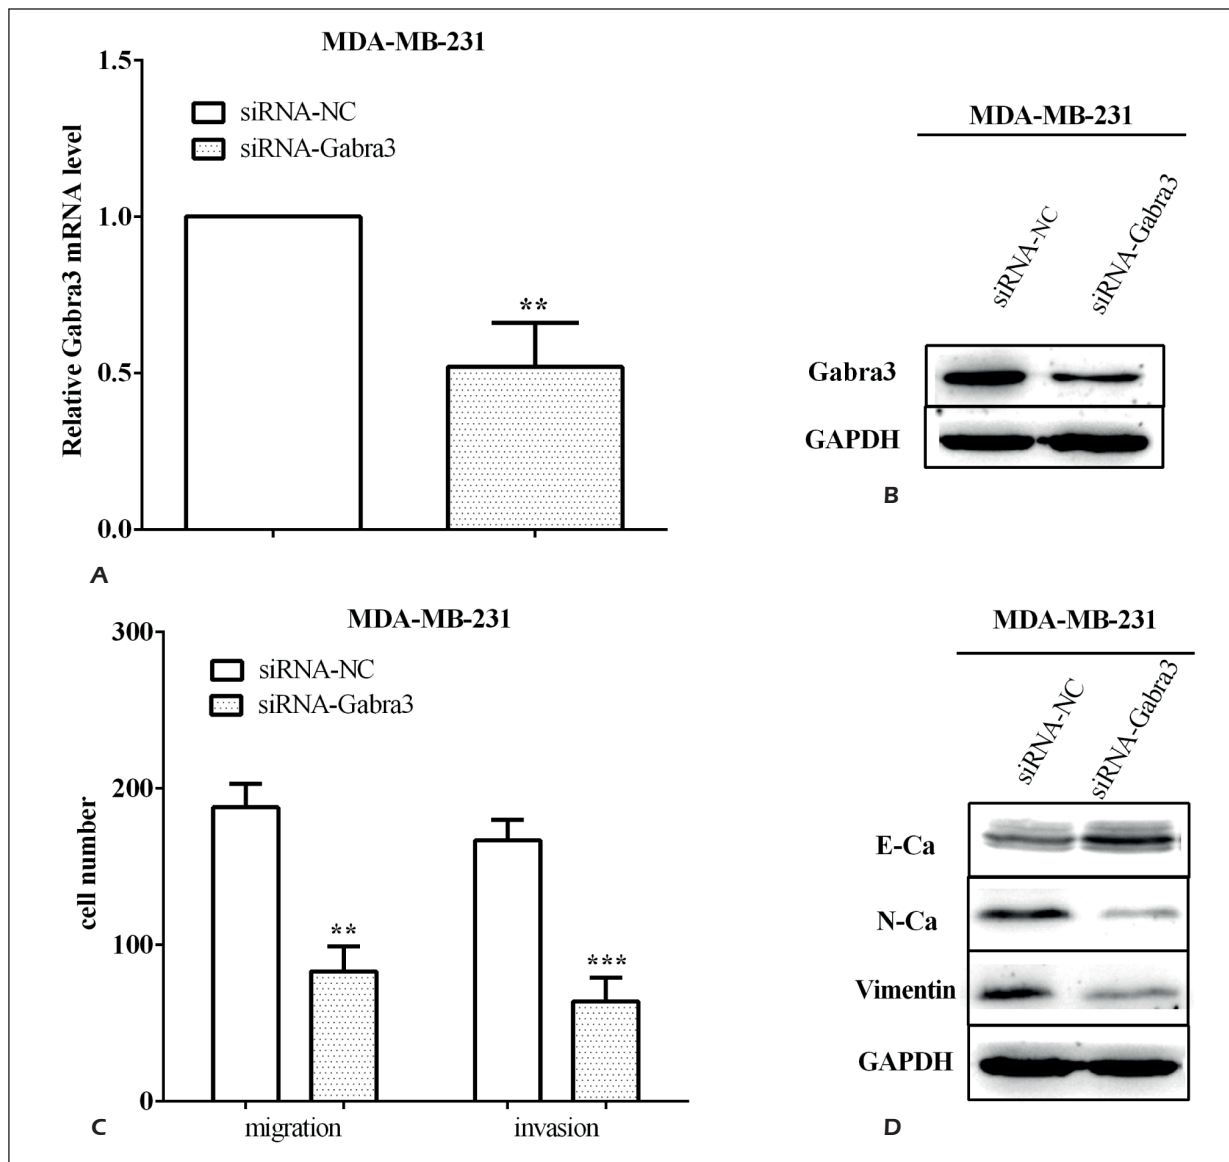 MDA-MB-231
1.5
1.0
0.5
0.0
Relative Gabra3 mRNA level
siRNA-NC
siRNA-Gabra3
**
A
MDA-MB-231
siRNA-NC
siRNA-Gabra3
Gabra3
GAPDH
B
MDA-MB-231
300
200
100
0
cell number
siRNA-NC
siRNA-Gabra3
**
***
migration
invasion
C
MDA-MB-231
siRNA-NC
siRNA-Gabra3
E-Ca
N-Ca
Vimentin
GAPDH
D